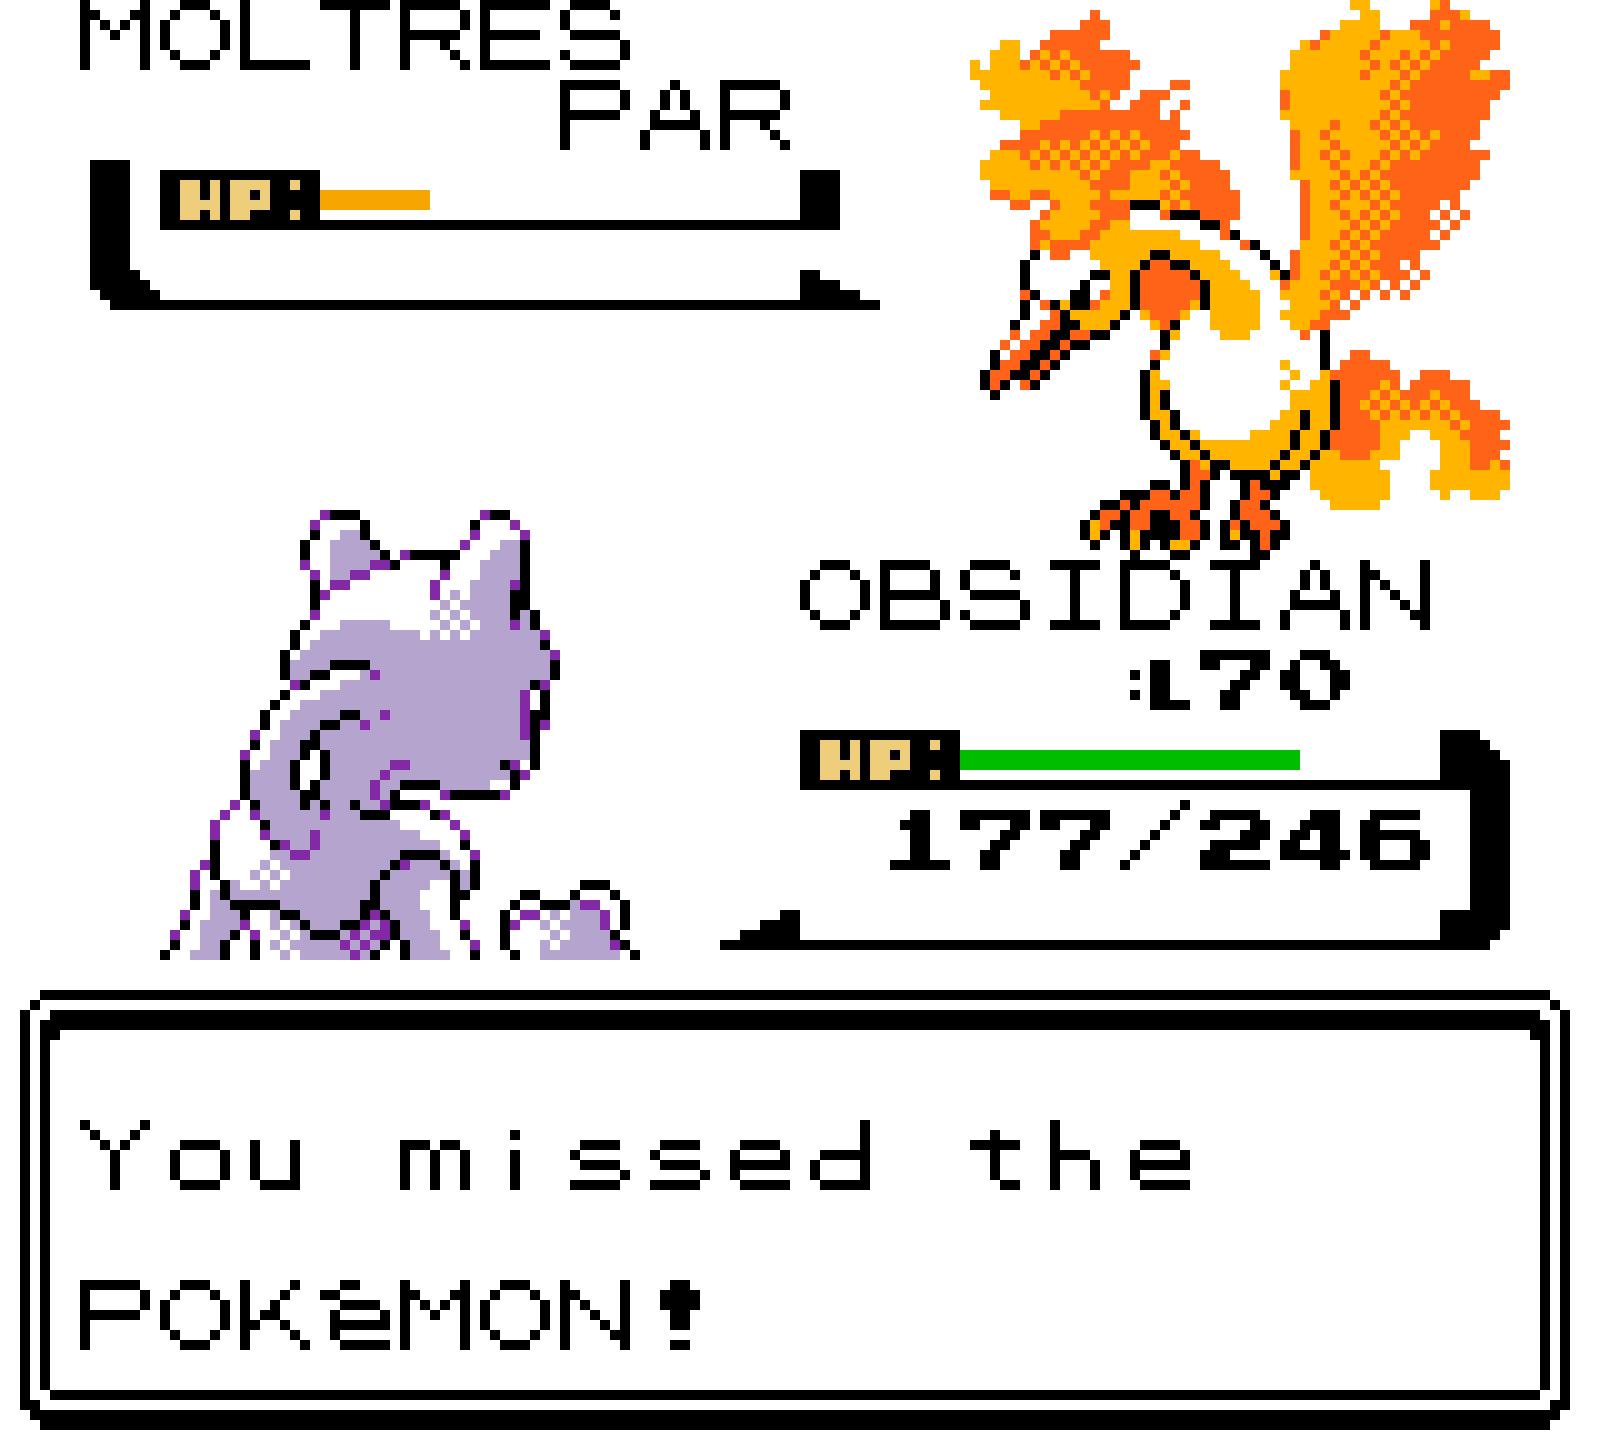 MOLTRES
PAR
HP:
OBSIDIAN
:L70
HP:
177/246
You missed the
POKéMON!